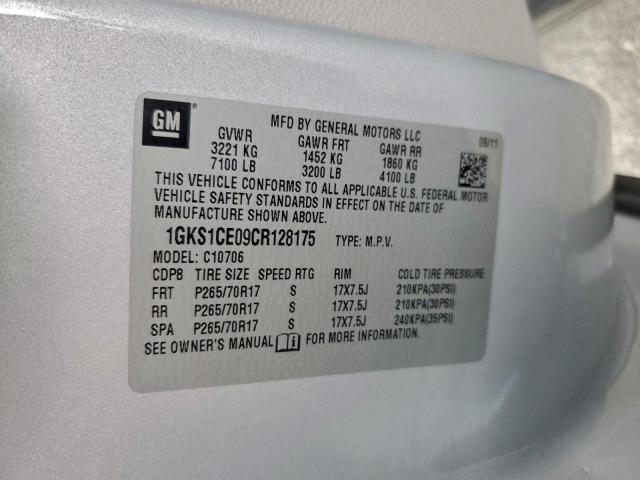 GM ®
MFD BY GENERAL MOTORS LLC 09/11
GVWR GAWR FRT GAWR RR
3221 KG 1452 KG 1860 KG
7100 LB 3200 LB 4100 LB
THIS VEHICLE CONFORMS TO ALL APPLICABLE U.S. FEDERAL MOTOR
VEHICLE SAFETY STANDARDS IN EFFECT ON THE DATE OF
MANUFACTURE SHOWN ABOVE.
1GKS1CE09CR128175 TYPE: M.P.V.
MODEL: C10706
CDP8 TIRE SIZE SPEED RTG RIM COLD TIRE PRESSURE
FRT P265/70R17 S 17X7.5J 210KPA(30PSI)
RR P265/70R17 S 17X7.5J 210KPA(30PSI)
SPA P265/70R17 S 17X7.5J 240KPA(35PSI)
SEE OWNER'S MANUAL i FOR MORE INFORMATION.